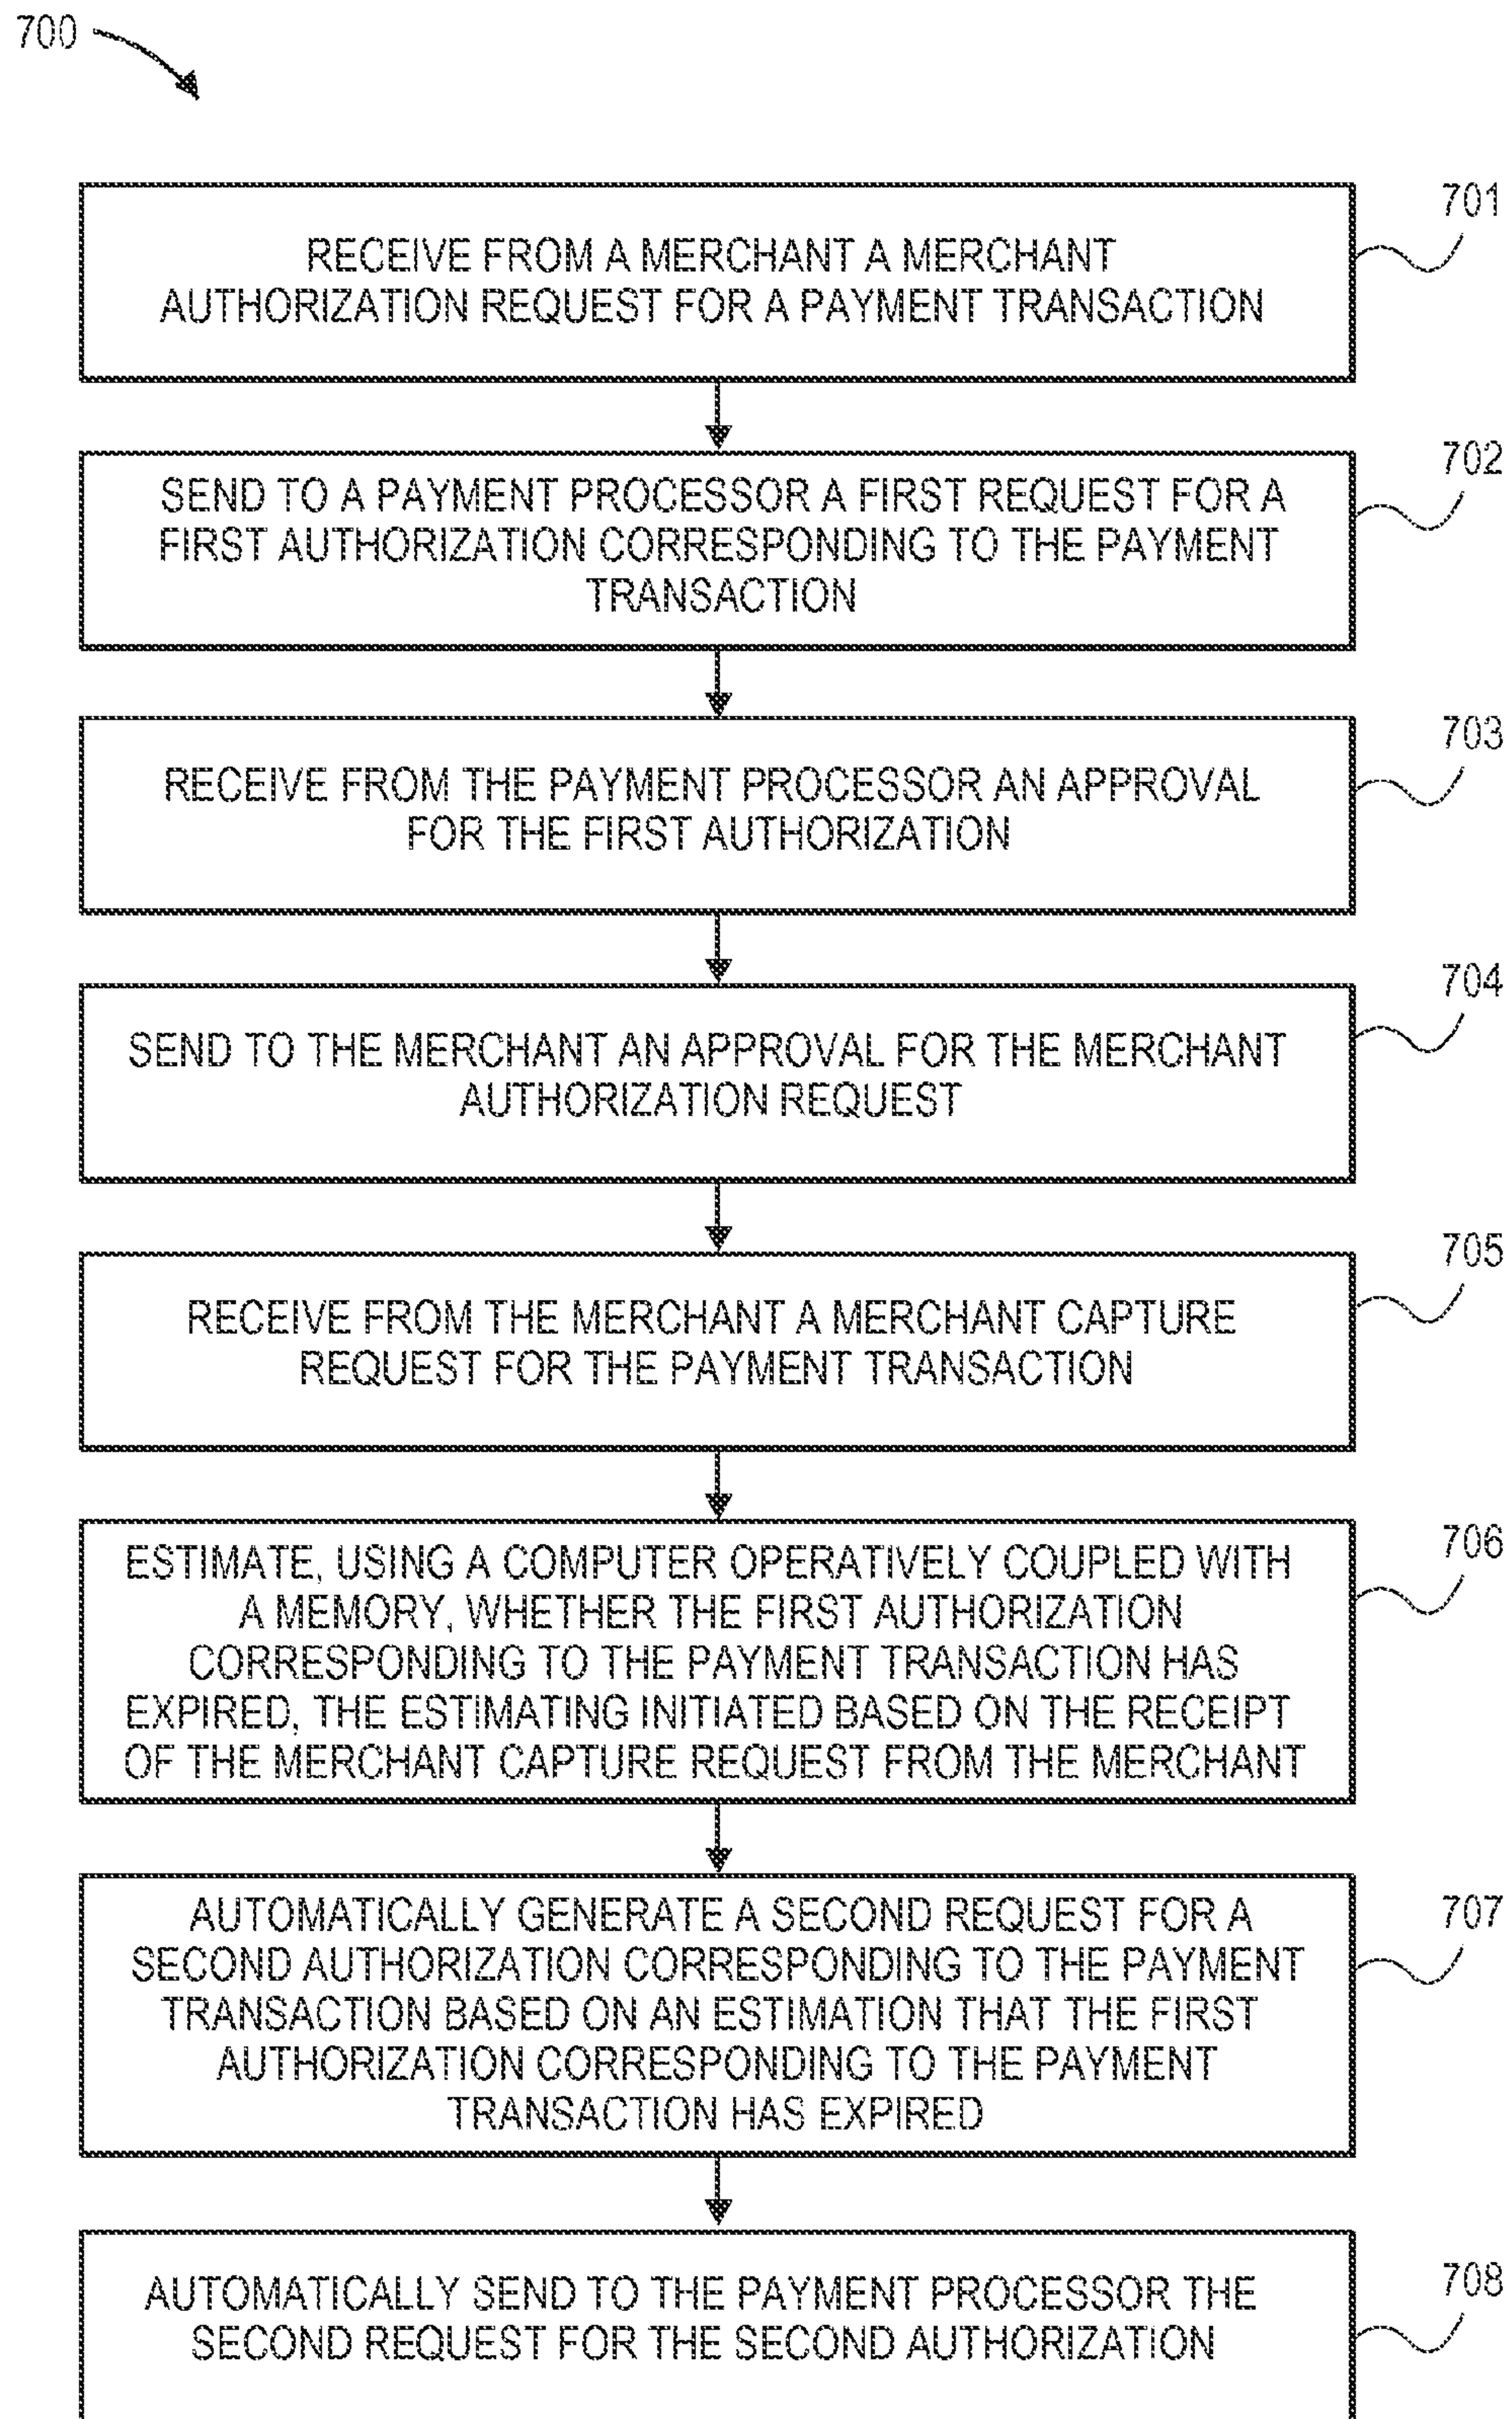 700
701
RECEIVE FROM A MERCHANT A MERCHANT
AUTHORIZATION REQUEST FOR A PAYMENT TRANSACTION
702
SEND TO A PAYMENT PROCESSOR A FIRST REQUEST FOR A
FIRST AUTHORIZATION CORRESPONDING TO THE PAYMENT
TRANSACTION
703
RECEIVE FROM THE PAYMENT PROCESSOR AN APPROVAL
FOR THE FIRST AUTHORIZATION
704
SEND TO THE MERCHANT AN APPROVAL FOR THE MERCHANT
AUTHORIZATION REQUEST
705
RECEIVE FROM THE MERCHANT A MERCHANT CAPTURE
REQUEST FOR THE PAYMENT TRANSACTION
706
ESTIMATE, USING A COMPUTER OPERATIVELY COUPLED WITH
A MEMORY, WHETHER THE FIRST AUTHORIZATION
CORRESPONDING TO THE PAYMENT TRANSACTION HAS
EXPIRED, THE ESTIMATING INITIATED BASED ON THE RECEIPT
OF THE MERCHANT CAPTURE REQUEST FROM THE MERCHANT
707
AUTOMATICALLY GENERATE A SECOND REQUEST FOR A
SECOND AUTHORIZATION CORRESPONDING TO THE PAYMENT
TRANSACTION BASED ON AN ESTIMATION THAT THE FIRST
AUTHORIZATION CORRESPONDING TO THE PAYMENT
TRANSACTION HAS EXPIRED
708
AUTOMATICALLY SEND TO THE PAYMENT PROCESSOR THE
SECOND REQUEST FOR THE SECOND AUTHORIZATION